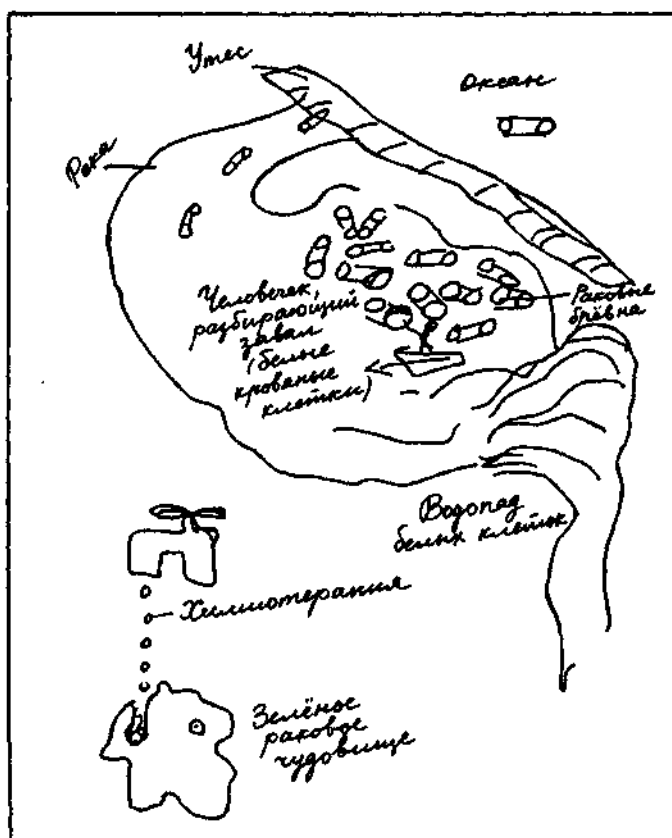 Утес
Океан
Река
Человечек,
разбирающий
завал
(белые
кровяные
клетки)
Раковые
брёвна
Водопад
белых клеток
Химиотерапия
Зелёное
раковое
чудовище